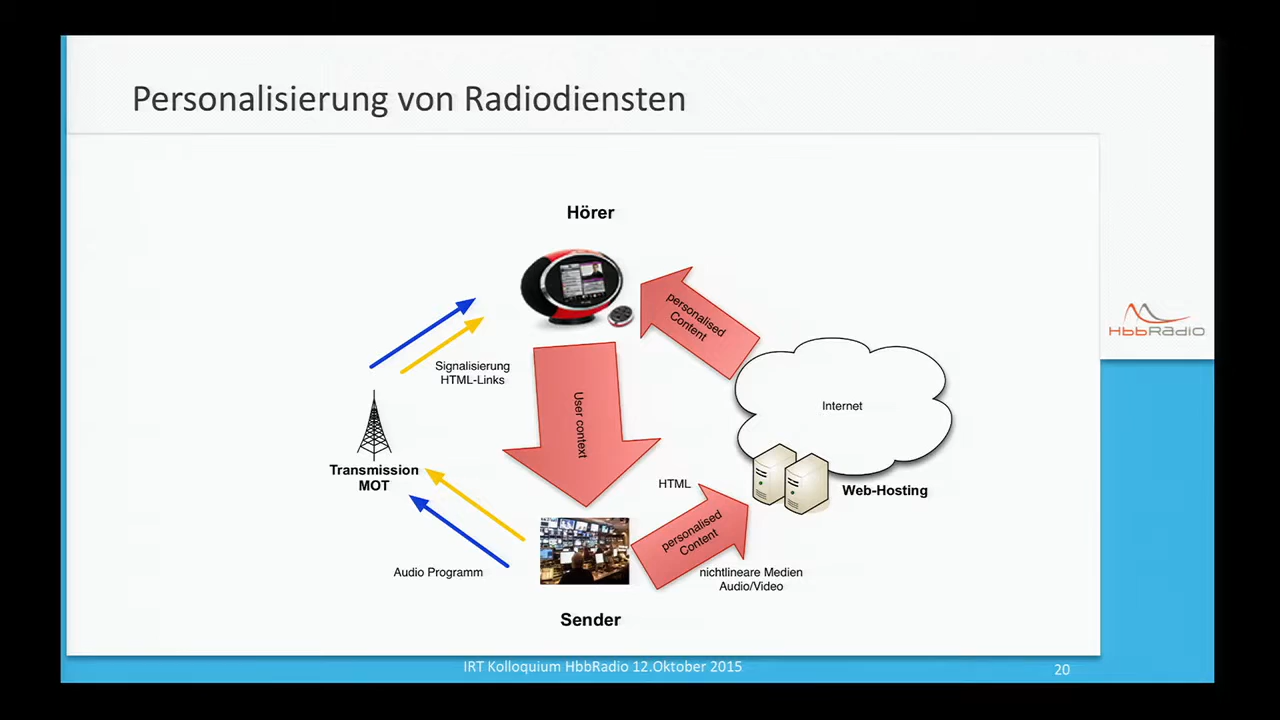 Personalisierung von Radiodiensten
Hörer
personalised
Content
HbbRadio
Signalisierung
HTML-Links
User context
Internet
Transmission
MOT
HTML
Web-Hosting
personalised
Content
Audio Programm
nichtlineare Medien
Audio/Video
Sender
IRT Kolloquium HbbRadio 12.Oktober 2015
20